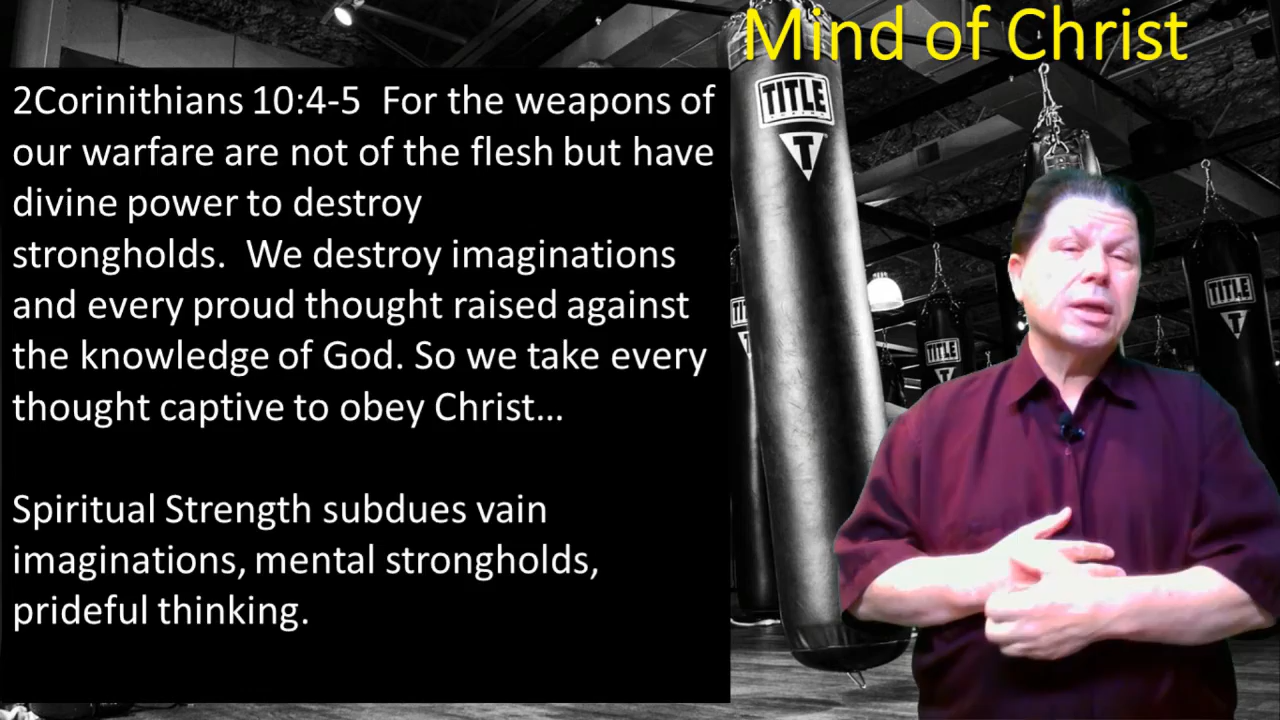 Mind of Christ
2Corinithians 10:4-5 For the weapons of
our warfare are not of the flesh but have
divine power to destroy
strongholds. We destroy imaginations
and every proud thought raised against
the knowledge of God. So we take every
thought captive to obey Christ...
Spiritual Strength subdues vain
imaginations, mental strongholds,
prideful thinking.
TITLE
T
TITLE
T
TITLE
T